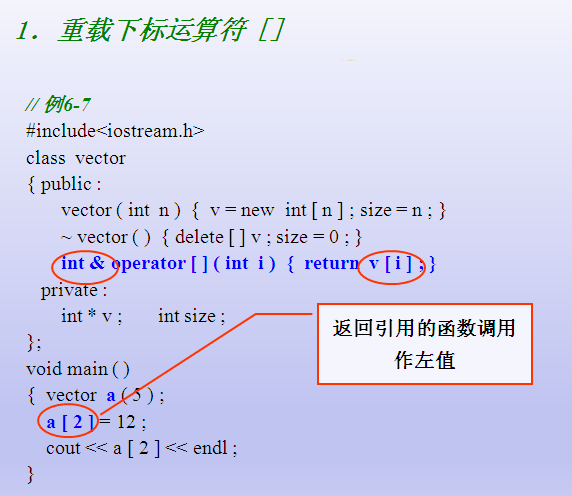 1. 重载下标运算符 []
// 例6-7
#include<iostream.h>
class vector
{ public :
vector ( int n ) { v = new int [ n ] ; size = n ; }
~ vector ( ) { delete [ ] v ; size = 0 ; }
int & operator [ ] ( int i ) { return v [ i ] ; }
private :
int * v ; int size ;
};
void main ( )
{ vector a ( 5 ) ;
a [ 2 ] = 12 ;
cout << a [ 2 ] << endl ;
}
返回引用的函数调用
作左值